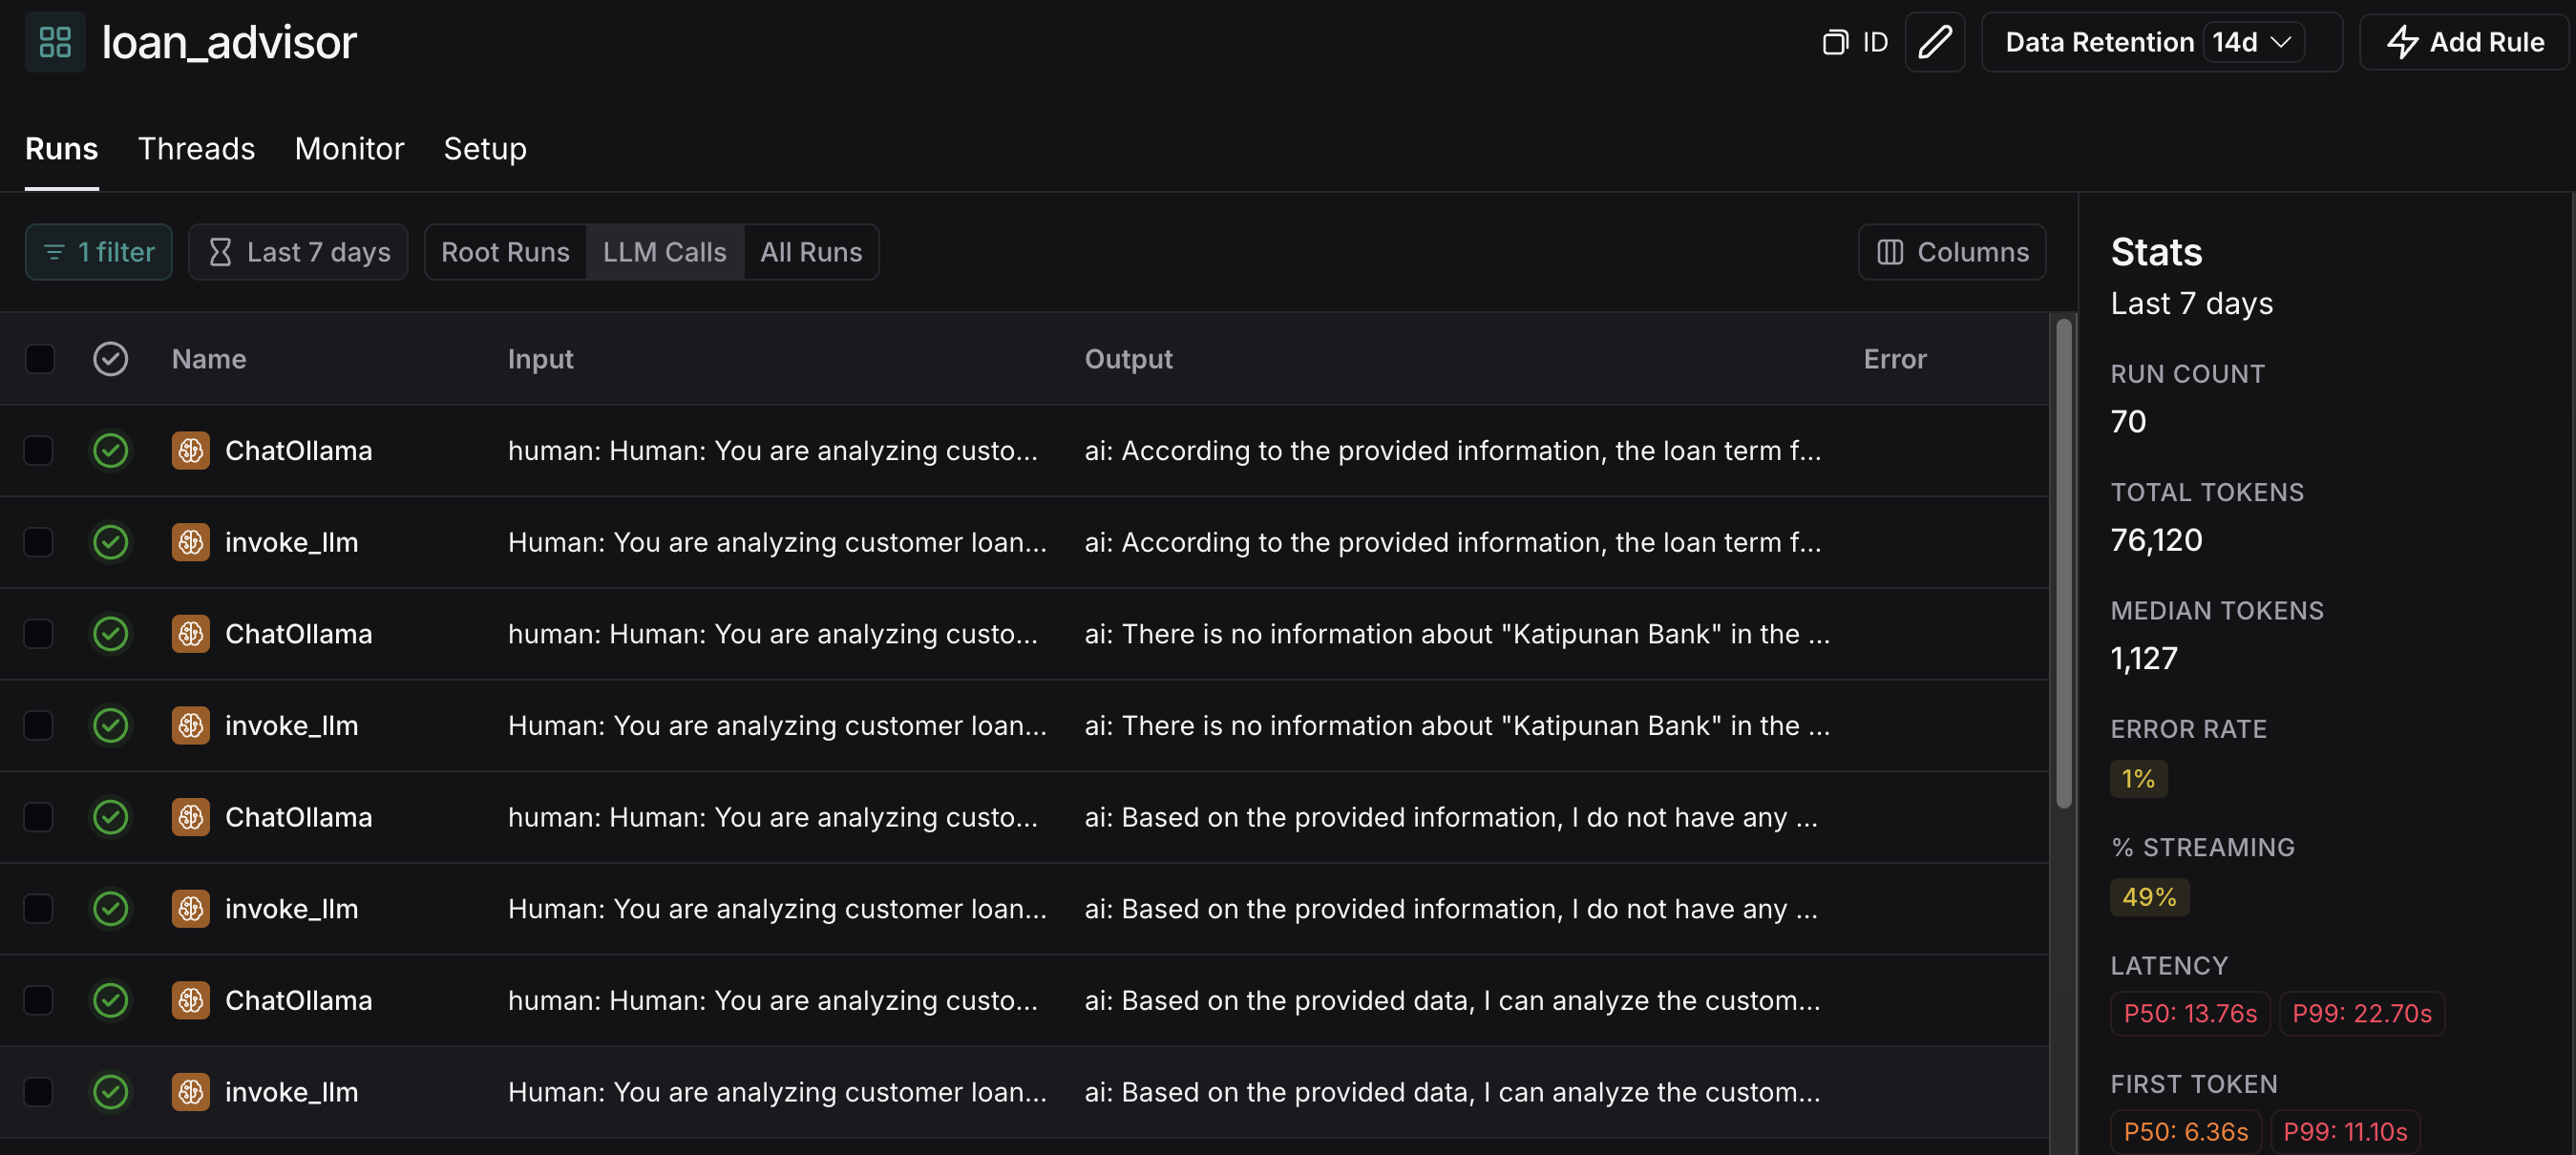 loan_advisor
ID
Data Retention 14d
Add Rule
Runs Threads Monitor Setup
1 filter Last 7 days Root Runs LLM Calls All Runs Columns
Name Input Output Error
ChatOllama human: Human: You are analyzing custo... ai: According to the provided information, the loan term f...
invoke_llm Human: You are analyzing customer loan... ai: According to the provided information, the loan term f...
ChatOllama human: Human: You are analyzing custo... ai: There is no information about "Katipunan Bank" in the ...
invoke_llm Human: You are analyzing customer loan... ai: There is no information about "Katipunan Bank" in the ...
ChatOllama human: Human: You are analyzing custo... ai: Based on the provided information, I do not have any ...
invoke_llm Human: You are analyzing customer loan... ai: Based on the provided information, I do not have any ...
ChatOllama human: Human: You are analyzing custo... ai: Based on the provided data, I can analyze the custom...
invoke_llm Human: You are analyzing customer loan... ai: Based on the provided data, I can analyze the custom...
Stats
Last 7 days
RUN COUNT
70
TOTAL TOKENS
76,120
MEDIAN TOKENS
1,127
ERROR RATE
1%
% STREAMING
49%
LATENCY
P50: 13.76s P99: 22.70s
FIRST TOKEN
P50: 6.36s P99: 11.10s